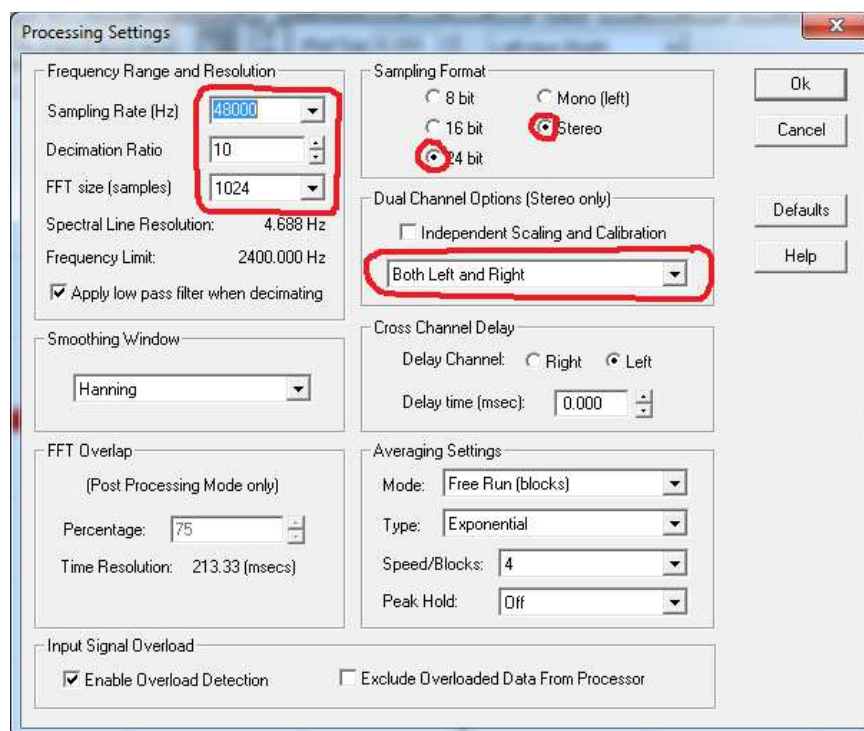 Processing Settings
Frequency Range and Resolution
Sampling Rate (Hz) 48000
Decimation Ratio 10
FFT size (samples) 1024
Spectral Line Resolution: 4.688 Hz
Frequency Limit: 2400.000 Hz
Apply low pass filter when decimating
Smoothing Window
Hanning
FFT Overlap
(Post Processing Mode only)
Percentage: 75
Time Resolution: 213.33 (msecs)
Sampling Format
8 bit Mono (left)
16 bit Stereo
24 bit
Dual Channel Options (Stereo only)
Independent Scaling and Calibration
Both Left and Right
Cross Channel Delay
Delay Channel: Right Left
Delay time (msec): 0.000
Averaging Settings
Mode: Free Run (blocks)
Type: Exponential
Speed/Blocks: 4
Peak Hold: Off
Input Signal Overload
Enable Overload Detection Exclude Overloaded Data From Processor
Ok
Cancel
Defaults
Help